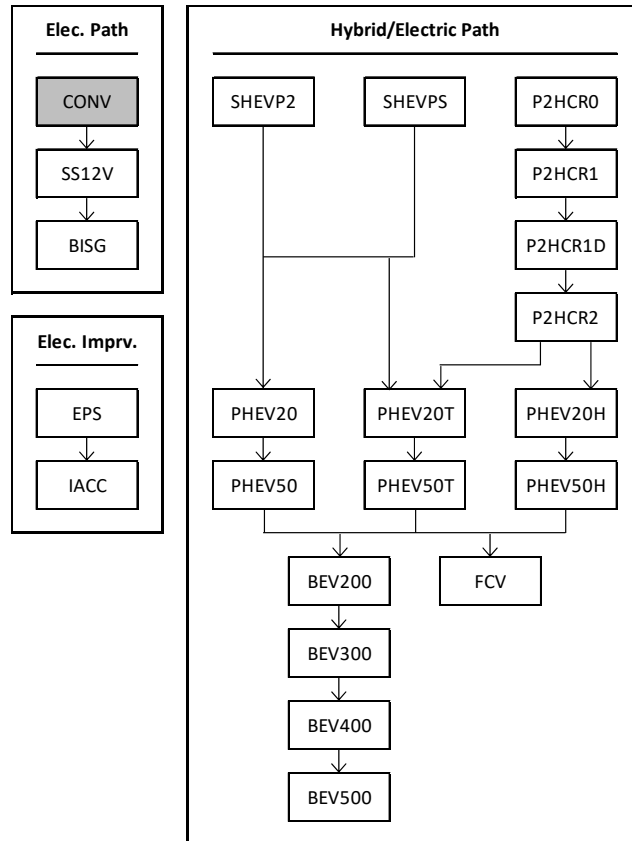 Elec. Path
CONV
SS12V
BISG
Elec. Imprv.
EPS
IACC
Hybrid/Electric Path
SHEVP2 SHEVPS P2HCR0
P2HCR1
P2HCR1D
P2HCR2
PHEV20 PHEV20T PHEV20H
PHEV50 PHEV50T PHEV50H
BEV200 FCV
BEV300
BEV400
BEV500